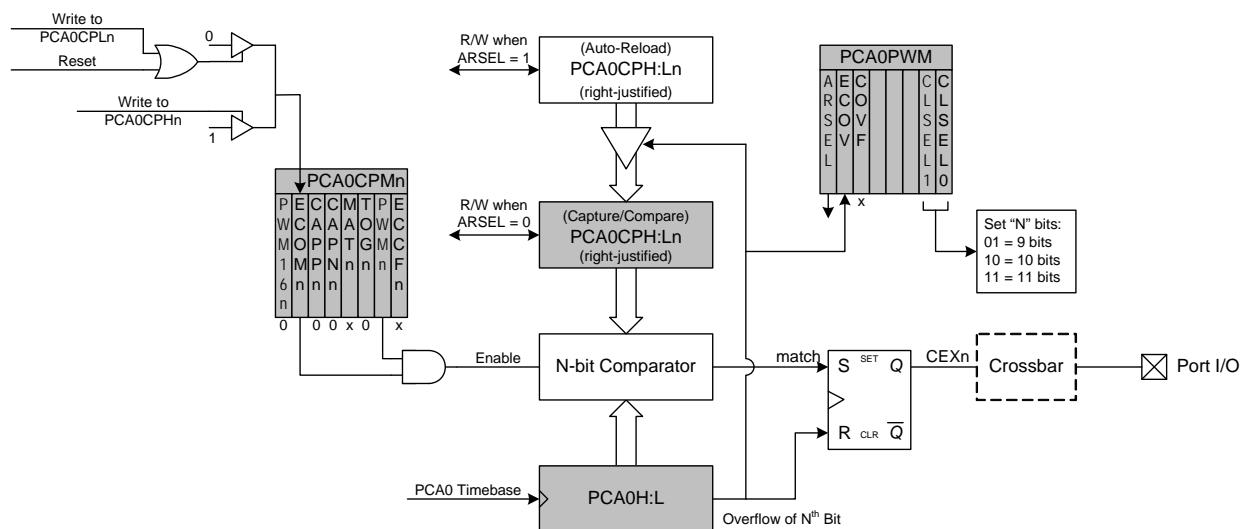 Write to
PCA0CPLn
Reset
0
Write to
PCA0CPHn
1
R/W when
ARSEL = 1
(Auto-Reload)
PCA0CPH:Ln
(right-justified)
PCA0PWM
ARSEL
ECOV
COVF
CLSEL1
CLSEL0
x
PCA0CPMn
PWM16n
ECOMn
CAPPn
CAPNn
MATn
TOGn
PWMn
ECCFn
0 0 0 x 0 x
R/W when
ARSEL = 0
(Capture/Compare)
PCA0CPH:Ln
(right-justified)
Set “N” bits:
01 = 9 bits
10 = 10 bits
11 = 11 bits
Enable
N-bit Comparator
match
S SET Q
R CLR Q
CEXn
Crossbar
Port I/O
PCA0 Timebase
PCA0H:L
Overflow of Nth Bit